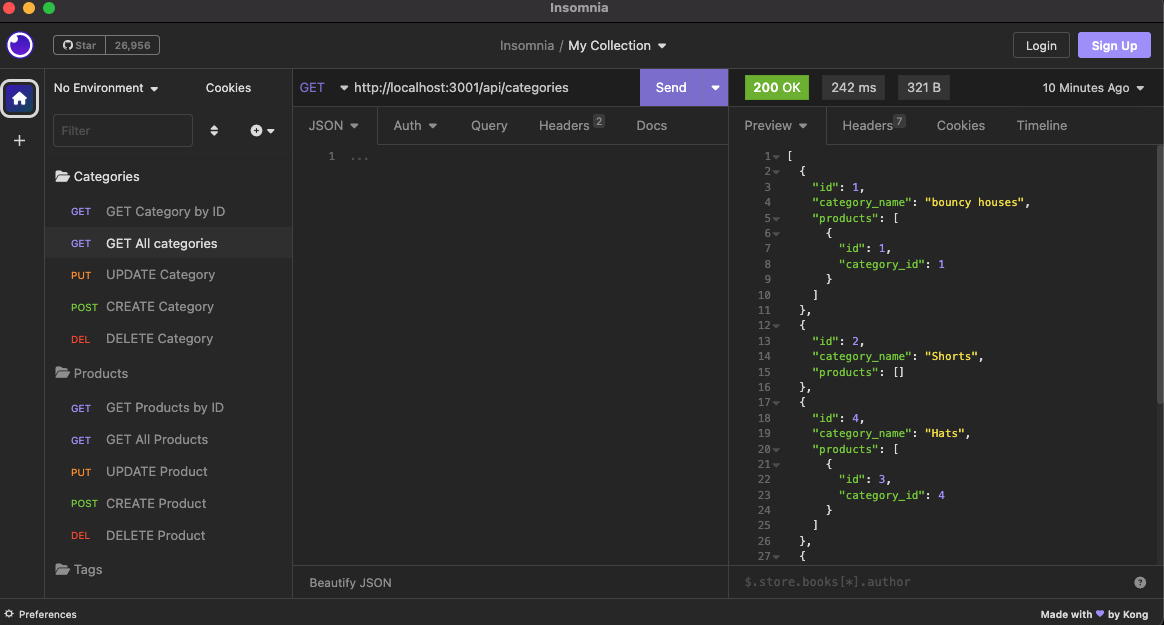 Insomnia
Star 26,956
Insomnia / My Collection
Login Sign Up
No Environment Cookies
Filter
Categories
GET GET Category by ID
GET GET All categories
PUT UPDATE Category
POST CREATE Category
DEL DELETE Category
Products
GET GET Products by ID
GET GET All Products
PUT UPDATE Product
POST CREATE Product
DEL DELETE Product
Tags
GET http://localhost:3001/api/categories Send
JSON Auth Query Headers 2 Docs
1 ...
Beautify JSON
200 OK 242 ms 321 B 10 Minutes Ago
Preview Headers 7 Cookies Timeline
1 [
2 {
3 "id": 1,
4 "category_name": "bouncy houses",
5 "products": [
6 {
7 "id": 1,
8 "category_id": 1
9 }
10 ]
11 },
12 {
13 "id": 2,
14 "category_name": "Shorts",
15 "products": []
16 },
17 {
18 "id": 4,
19 "category_name": "Hats",
20 "products": [
21 {
22 "id": 3,
23 "category_id": 4
24 }
25 ]
26 },
27 {
$.store.books[*].author
?
Preferences
Made with ♥ by Kong